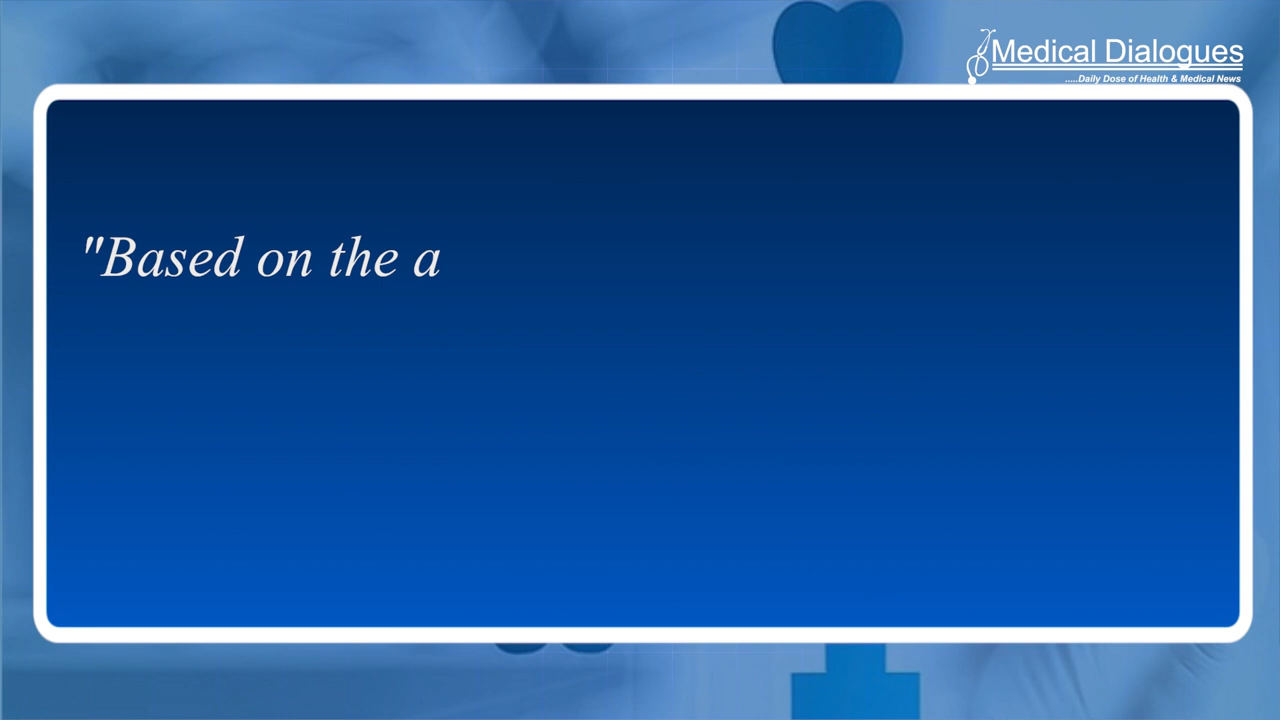 Medical Dialogues
.....Daily Dose of Health & Medical News
"Based on the a